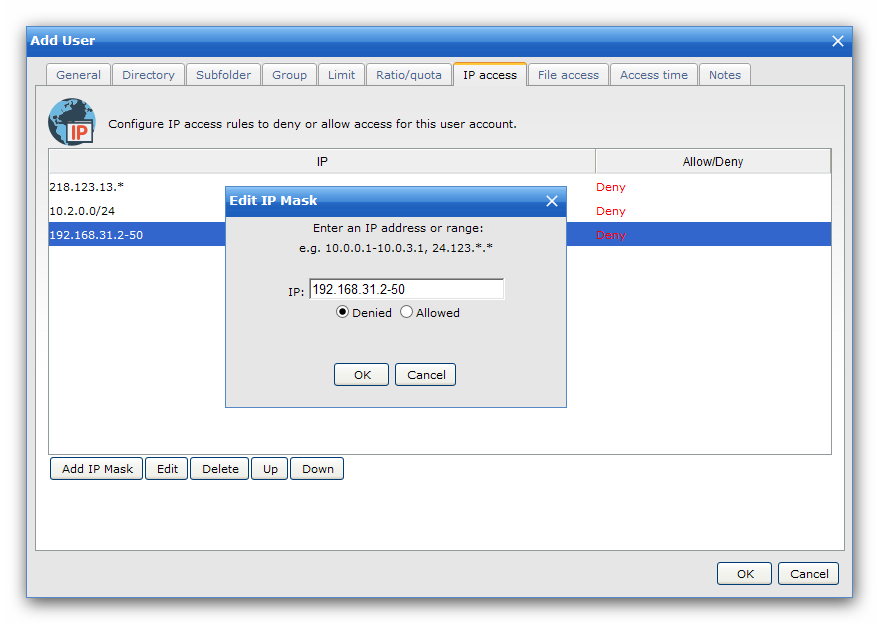 Add User
General Directory Subfolder Group Limit Ratio/quota IP access File access Access time Notes
IP
Configure IP access rules to deny or allow access for this user account.
IP Allow/Deny
218.123.13.* Deny
10.2.0.0/24 Deny
192.168.31.2-50 Deny
Edit IP Mask
Enter an IP address or range:
e.g. 10.0.0.1-10.0.3.1, 24.123.*.*
IP: 192.168.31.2-50
Denied Allowed
OK Cancel
Add IP Mask Edit Delete Up Down
OK Cancel